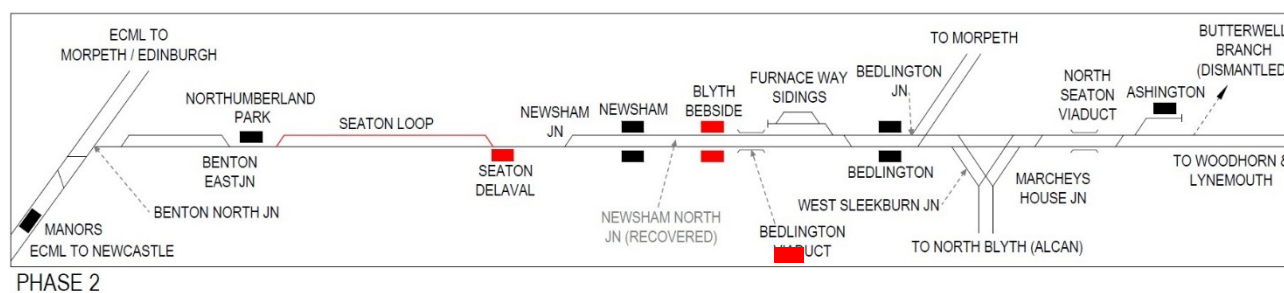 ECML TO
MORPETH / EDINBURGH
NORTHUMBERLAND
PARK
SEATON LOOP
BENTON
EASTJN
SEATON
DELAVAL
BENTON NORTH JN
MANORS
ECML TO NEWCASTLE
NEWSHAM
JN
NEWSHAM
BLYTH
BEBSIDE
FURNACE WAY
SIDINGS
BEDLINGTON
JN
TO MORPETH
NORTH
SEATON
VIADUCT
ASHINGTON
BUTTERWELL
BRANCH
(DISMANTLED)
NEWSHAM NORTH
JN (RECOVERED)
BEDLINGTON
BEDLINGTON
WEST SLEEKBURN JN
MARCHEYS
HOUSE JN
TO WOODHORN &
LYNEMOUTH
TO NORTH BLYTH (ALCAN)
PHASE 2